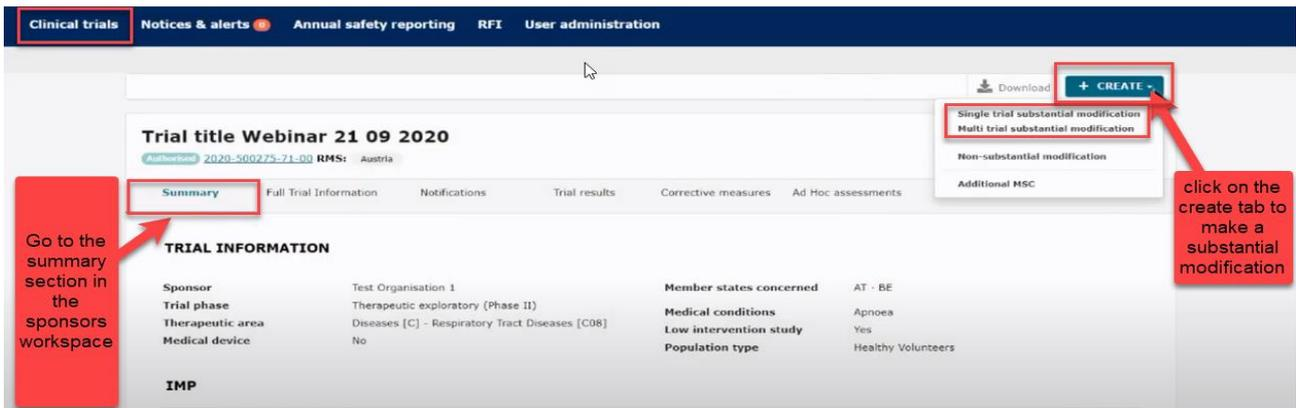 Clinical trials Notices & alerts 0 Annual safety reporting RFI User administration
Download + CREATE
Single trial substantial modification
Multi trial substantial modification
Non-substantial modification
Additional MSC
Trial title Webinar 21 09 2020
Authorised 2020-500275-71-00 RMS: Austria
Summary Full Trial Information Notifications Trial results Corrective measures Ad Hoc assessments
click on the
create tab to
make a
substantial
modification
Go to the
summary
section in
the
sponsors
workspace
TRIAL INFORMATION
Sponsor Test Organisation 1 Member states concerned AT - BE
Trial phase Therapeutic exploratory (Phase II) Medical conditions Apnoea
Therapeutic area Diseases [C] - Respiratory Tract Diseases [C08] Low intervention study Yes
Medical device No Population type Healthy Volunteers
IMP